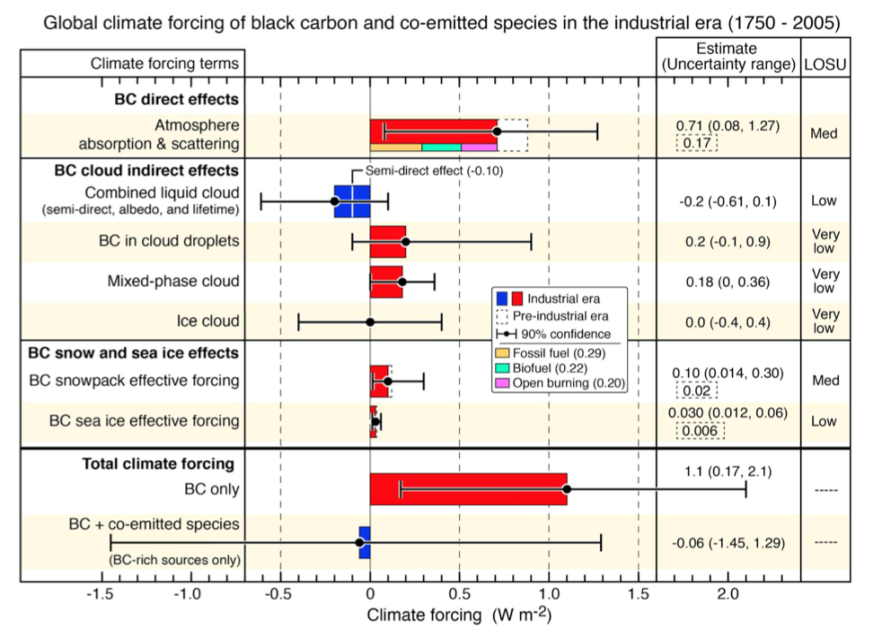 Global climate forcing of black carbon and co-emitted species in the industrial era (1750 - 2005)
Climate forcing terms
Estimate
(Uncertainty range)
LOSU
BC direct effects
Atmosphere
absorption & scattering
0.71 (0.08, 1.27)
0.17
Med
BC cloud indirect effects
Semi-direct effect (-0.10)
Combined liquid cloud
(semi-direct, albedo, and lifetime)
-0.2 (-0.61, 0.1)
Low
BC in cloud droplets
0.2 (-0.1, 0.9)
Very
low
Mixed-phase cloud
0.18 (0, 0.36)
Very
low
Ice cloud
0.0 (-0.4, 0.4)
Very
low
Industrial era
Pre-industrial era
90% confidence
Fossil fuel (0.29)
Biofuel (0.22)
Open burning (0.20)
BC snow and sea ice effects
BC snowpack effective forcing
0.10 (0.014, 0.30)
0.02
Med
BC sea ice effective forcing
0.030 (0.012, 0.06)
0.006
Low
Total climate forcing
BC only
1.1 (0.17, 2.1)
-----
BC + co-emitted species
(BC-rich sources only)
-0.06 (-1.45, 1.29)
-----
-1.5 -1.0 -0.5 0 0.5 1.0 1.5 2.0
Climate forcing (W m-2)